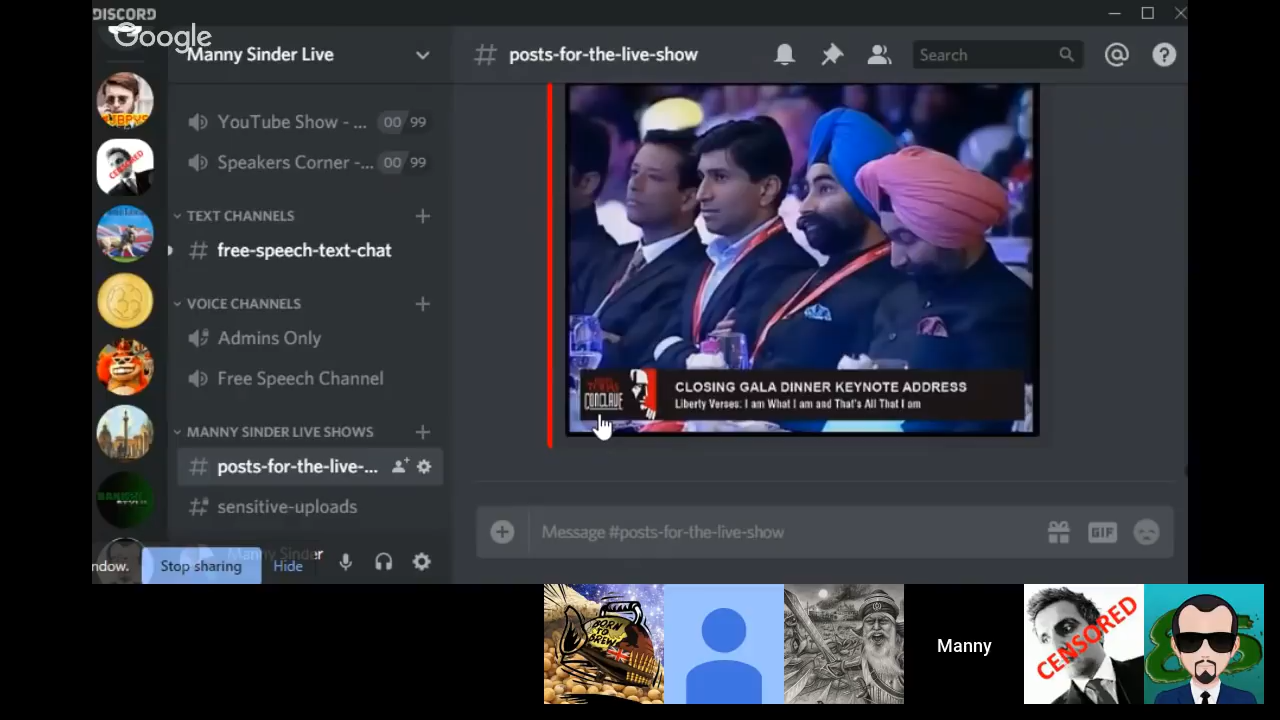 DISCORD
Google
Manny Sinder Live
# posts-for-the-live-show
Search
YouTube Show - ... 00 99
Speakers Corner -... 00 99
TEXT CHANNELS
# free-speech-text-chat
VOICE CHANNELS
Admins Only
Free Speech Channel
MANNY SINDER LIVE SHOWS
# posts-for-the-live-...
# sensitive-uploads
CONCLAVE
CLOSING GALA DINNER KEYNOTE ADDRESS
Liberty Verses: I am What I am and That's All That I am
Message #posts-for-the-live-show
GIF
Manny Sinder
ndow.
Stop sharing
Hide
BORN
TO
BREW!
Manny
CENSORED
CENSORED